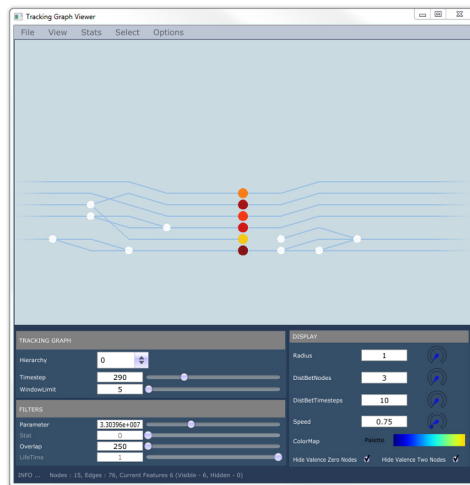 Tracking Graph Viewer
File View Stats Select Options
TRACKING GRAPH
Hierarchy 0
Timestep 290
WindowLimit 5
FILTERS
Parameter 3.30396e+007
Stat 0
Overlap 250
LifeTime 1
DISPLAY
Radius 1
DistBetNodes 3
DistBetTimesteps 10
Speed 0.75
ColorMap Palette
Hide Valence Zero Nodes Hide Valence Two Nodes
INFO ... Nodes : 15, Edges : 76, Current Features 6 (Visible - 6, Hidden - 0)